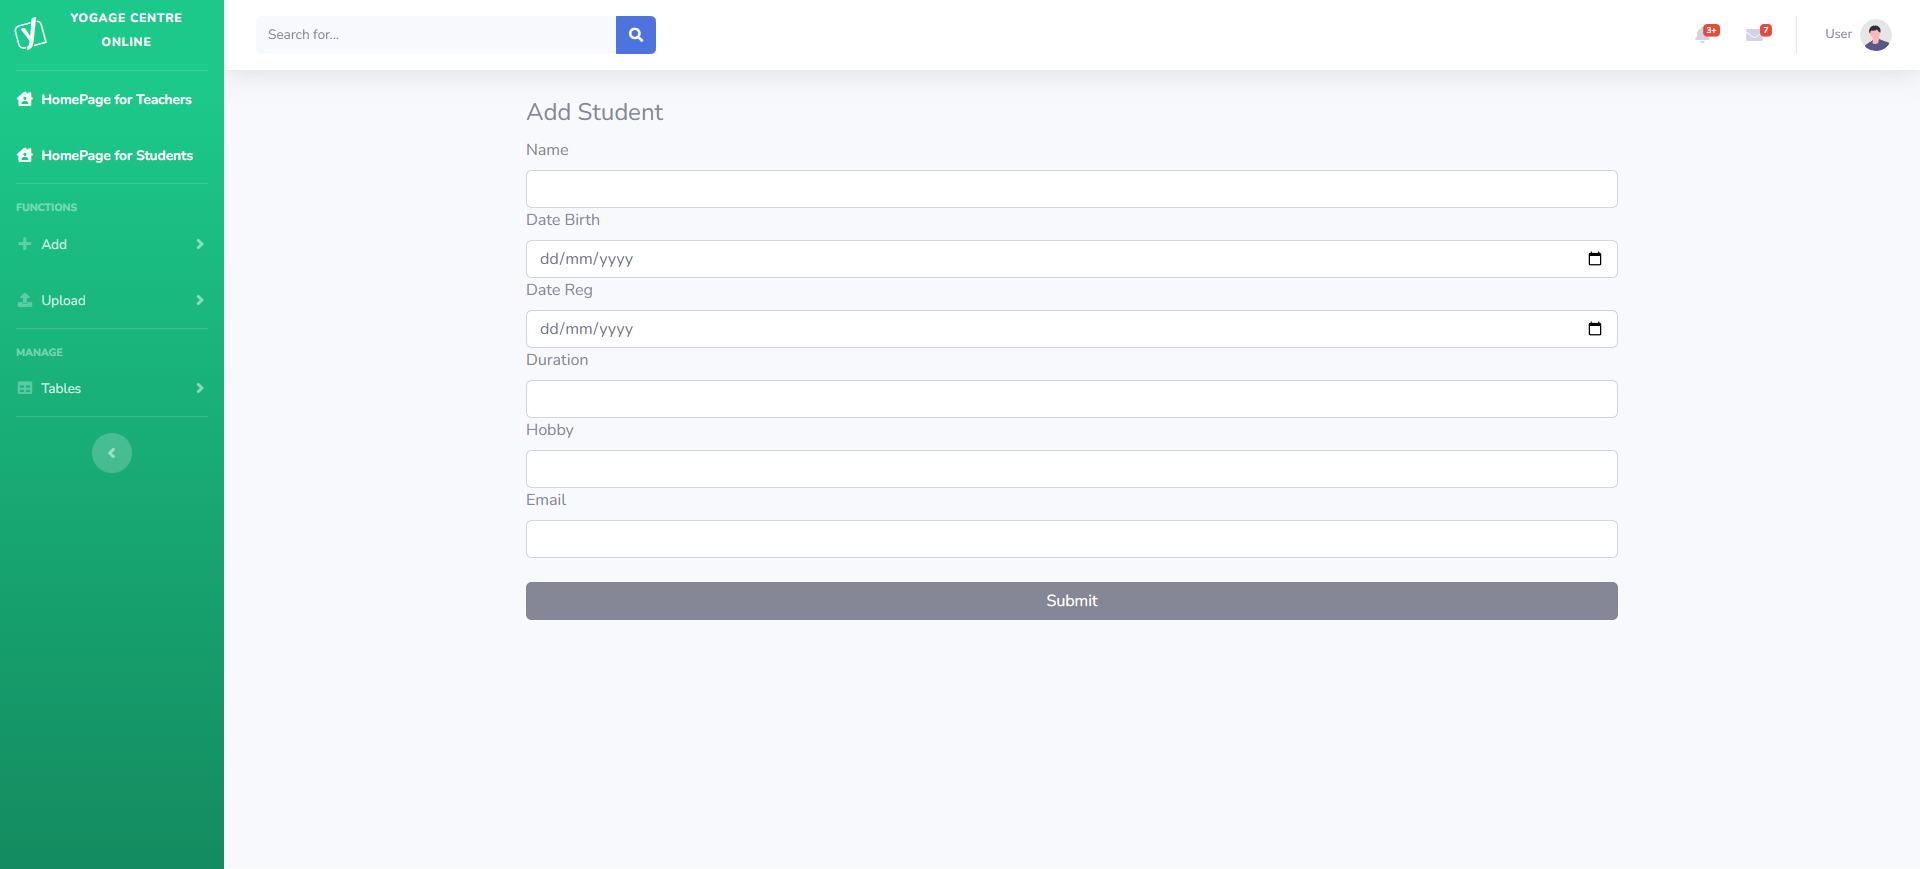 YOGAGE CENTRE
ONLINE
HomePage for Teachers
HomePage for Students
FUNCTIONS
Add
Upload
MANAGE
Tables
Search for...
3+
7
User
Add Student
Name
Date Birth
dd/mm/yyyy
Date Reg
dd/mm/yyyy
Duration
Hobby
Email
Submit